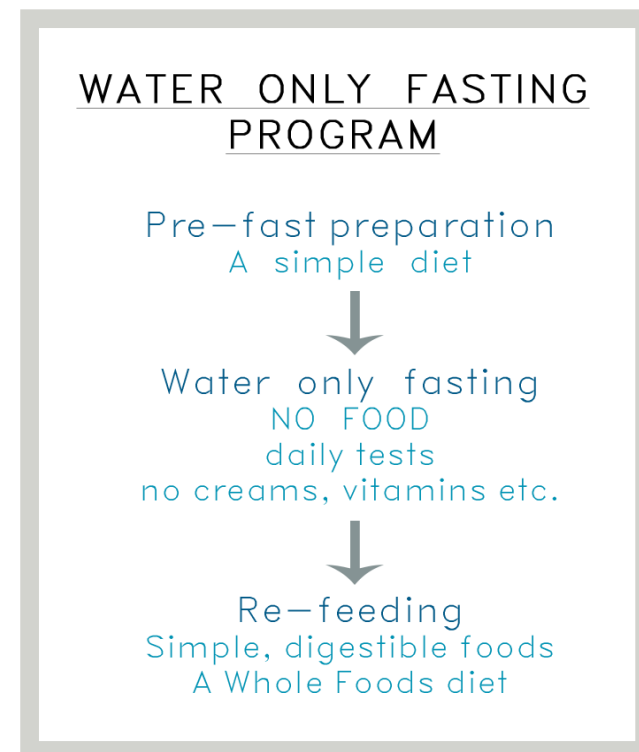 WATER ONLY FASTING
PROGRAM
Pre-fast preparation
A simple diet
Water only fasting
NO FOOD
daily tests
no creams, vitamins etc.
Re-feeding
Simple, digestible foods
A Whole Foods diet